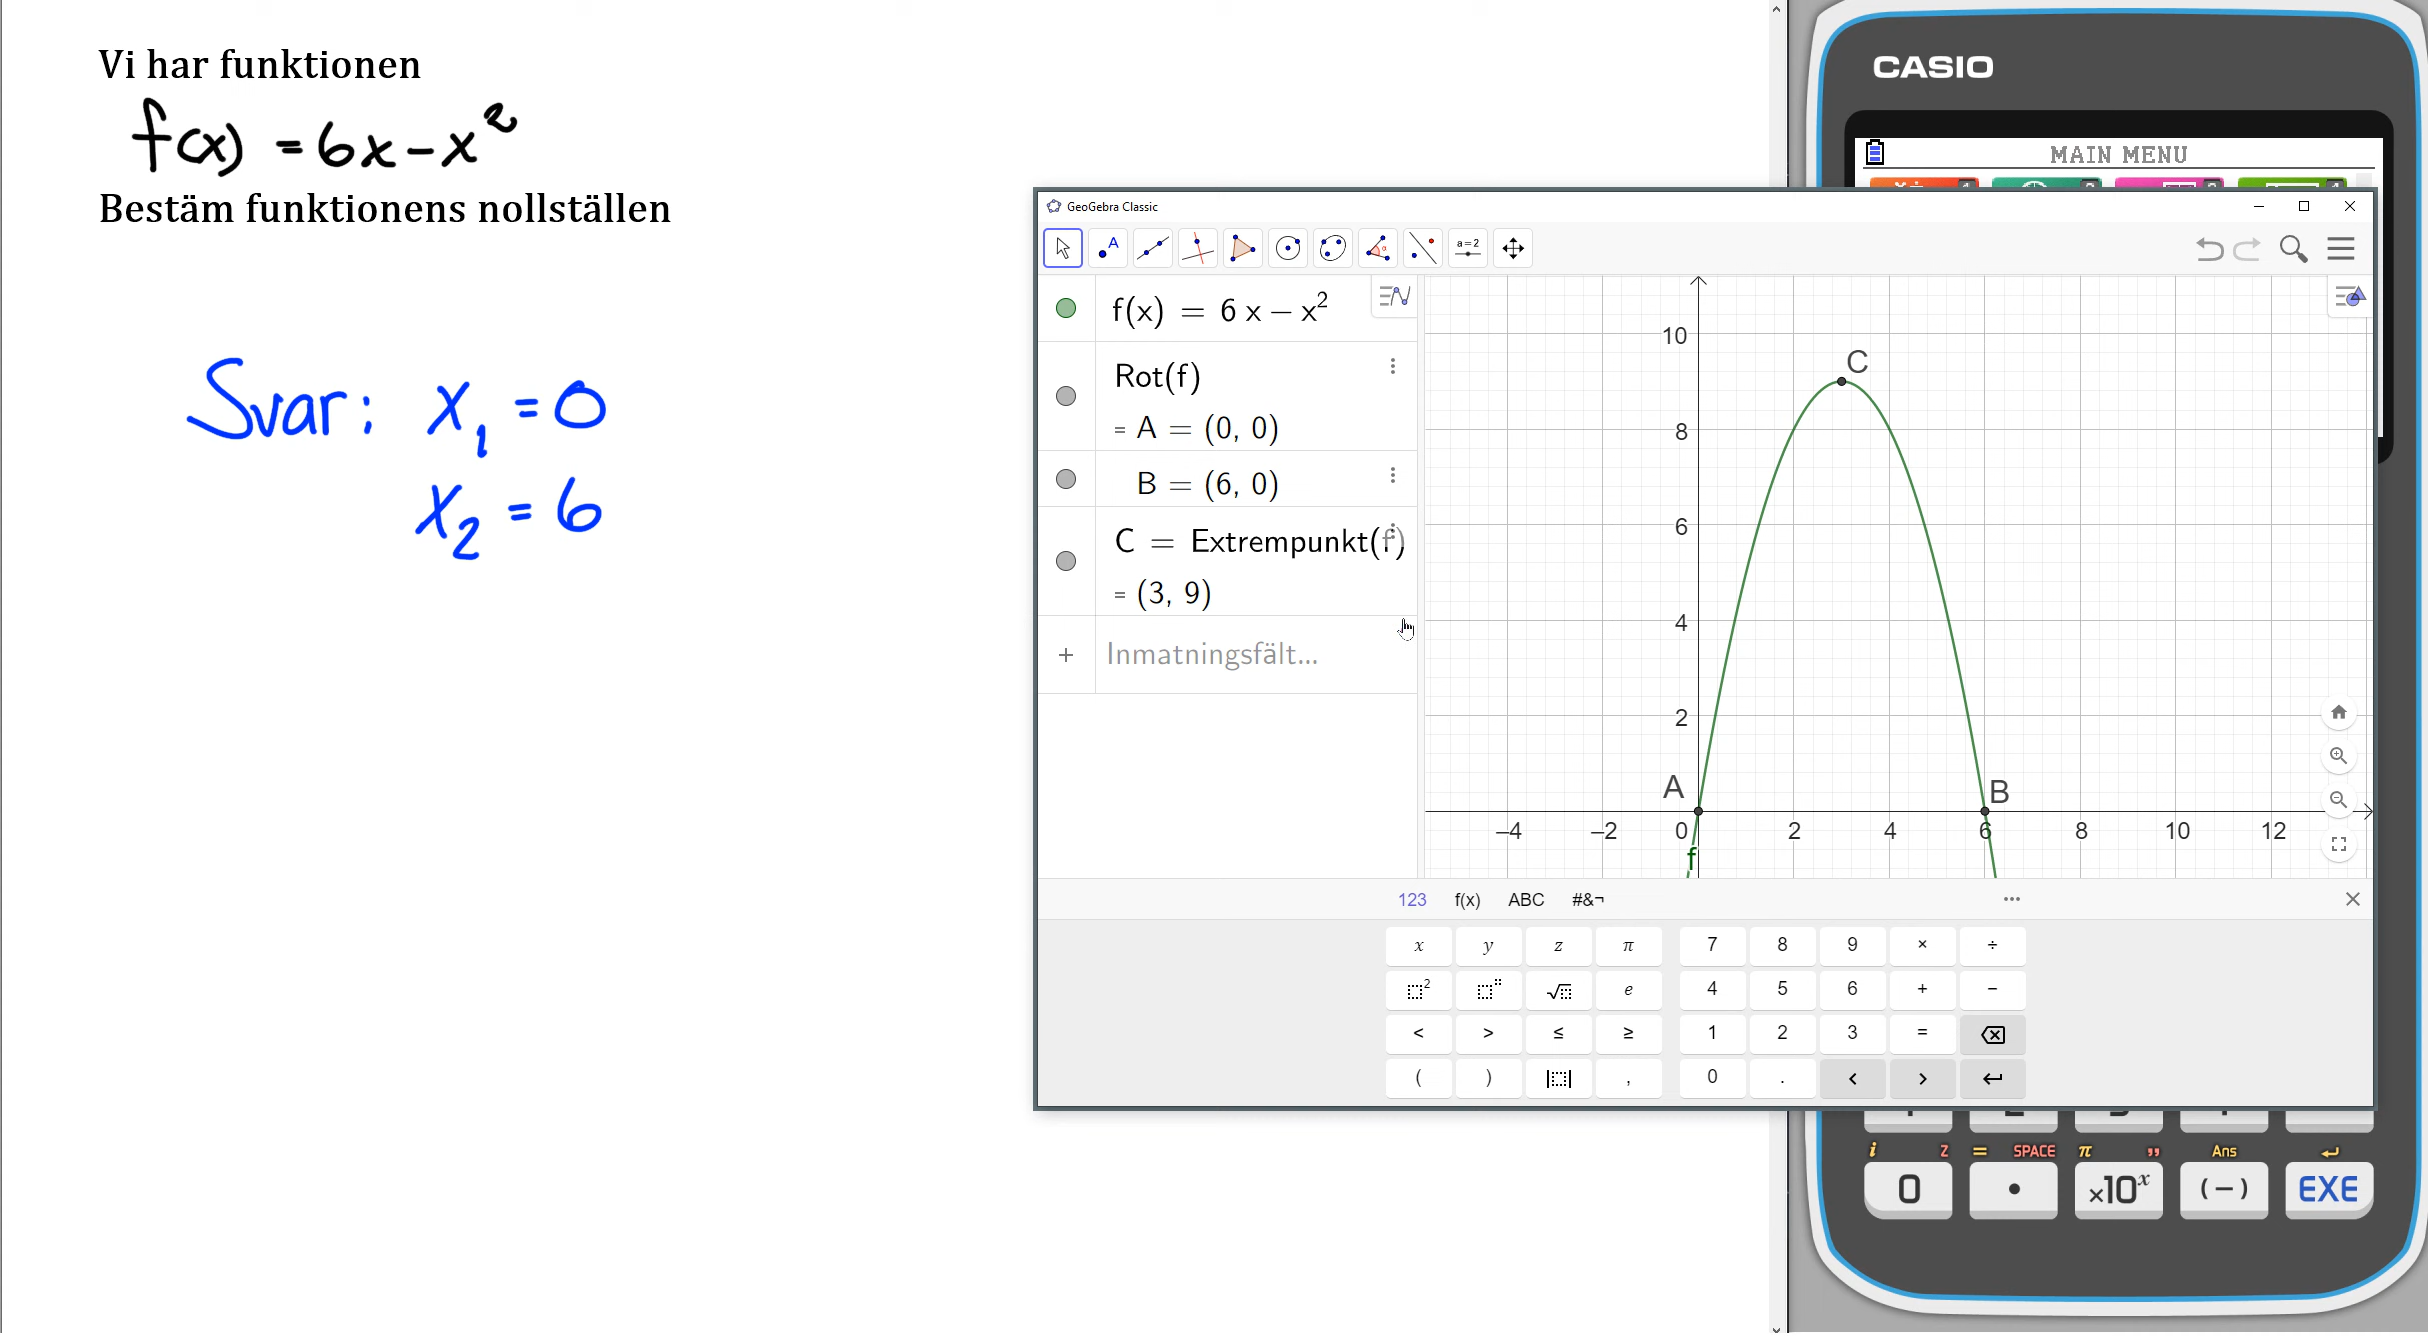 Vi har funktionen
f(x) = 6x - x²
Bestäm funktionens nollställen
Svar: x₁ = 0
x₂ = 6
CASIO
MAIN MENU
GeoGebra Classic
A
a=2
f(x) = 6 x − x²
Rot(f)
= A = (0, 0)
B = (6, 0)
C = Extrempunkt(f)
= (3, 9)
+ Inmatningsfält...
10
8
6
4
2
C
A
B
f
−4 −2 0 2 4 6 8 10 12
123 f(x) ABC #&¬ ...
x y z π 7 8 9 × ÷
² √ e 4 5 6 + −
< > ≤ ≥ 1 2 3 =
( ) , 0 . < > ↵
i Z = SPACE π " Ans ↵
0 • ×10ˣ (−) EXE